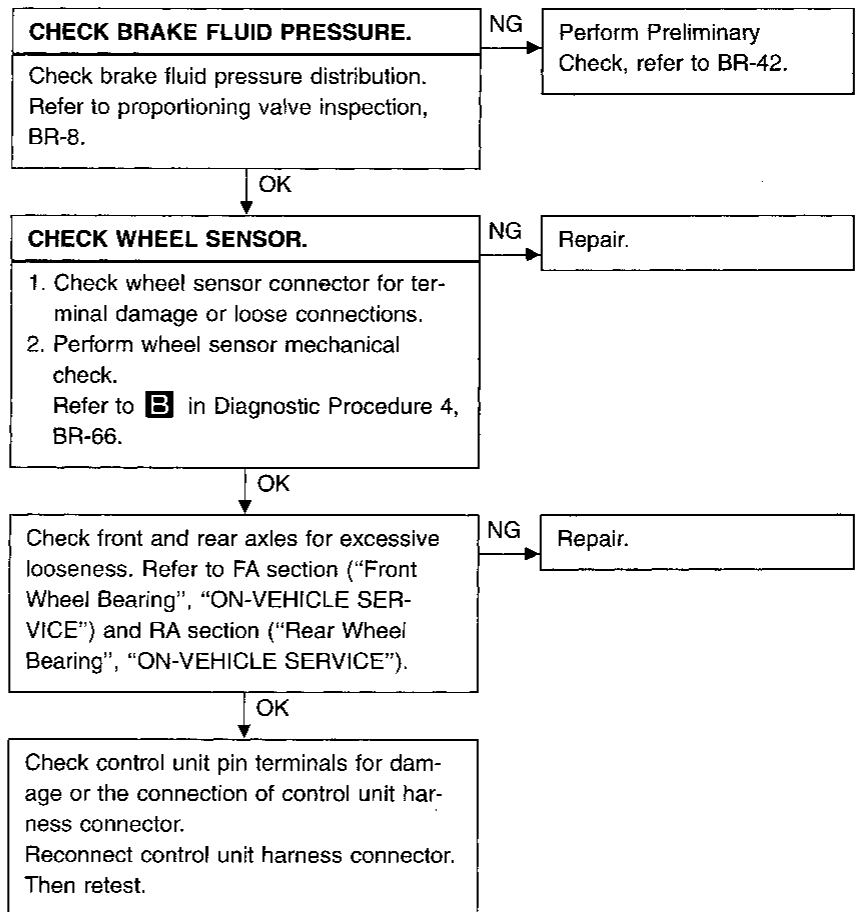 CHECK BRAKE FLUID PRESSURE.
NG
Perform Preliminary
Check, refer to BR-42.
Check brake fluid pressure distribution.
Refer to proportioning valve inspection,
BR-8.
OK
CHECK WHEEL SENSOR.
NG
Repair.
1. Check wheel sensor connector for ter-
minal damage or loose connections.
2. Perform wheel sensor mechanical
check.
Refer to B in Diagnostic Procedure 4,
BR-66.
OK
Check front and rear axles for excessive
looseness. Refer to FA section (“Front
Wheel Bearing”, “ON-VEHICLE SER-
VICE”) and RA section (“Rear Wheel
Bearing”, “ON-VEHICLE SERVICE”).
NG
Repair.
OK
Check control unit pin terminals for dam-
age or the connection of control unit har-
ness connector.
Reconnect control unit harness connector.
Then retest.